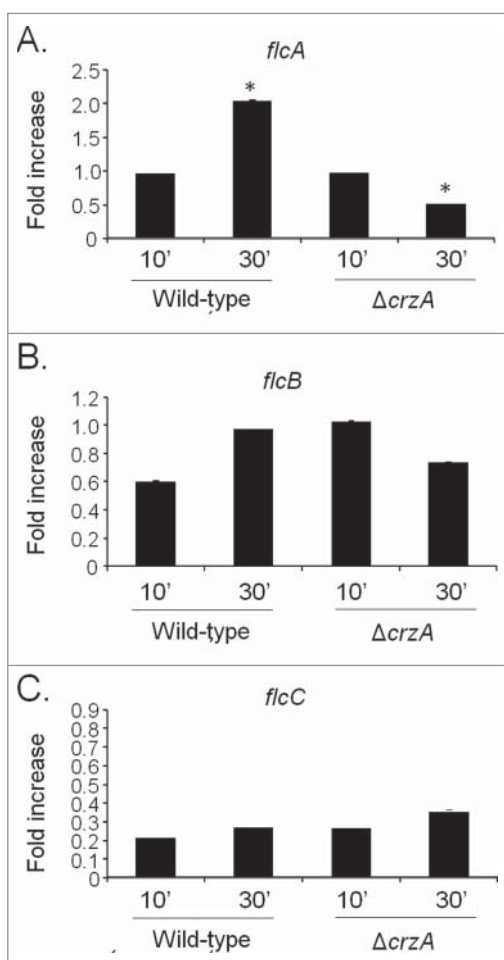 A.
flcA
Fold increase
2.5
2.0
1.5
1.0
0.5
0
*
*
10' 30' 10' 30'
Wild-type ΔcrzA
B.
flcB
Fold increase
1.2
1.0
0.8
0.6
0.4
0.2
0
10' 30' 10' 30'
Wild-type ΔcrzA
C.
flcC
Fold increase
0.9
0.8
0.7
0.6
0.5
0.4
0.3
0.2
0.1
0
10' 30' 10' 30'
Wild-type ΔcrzA